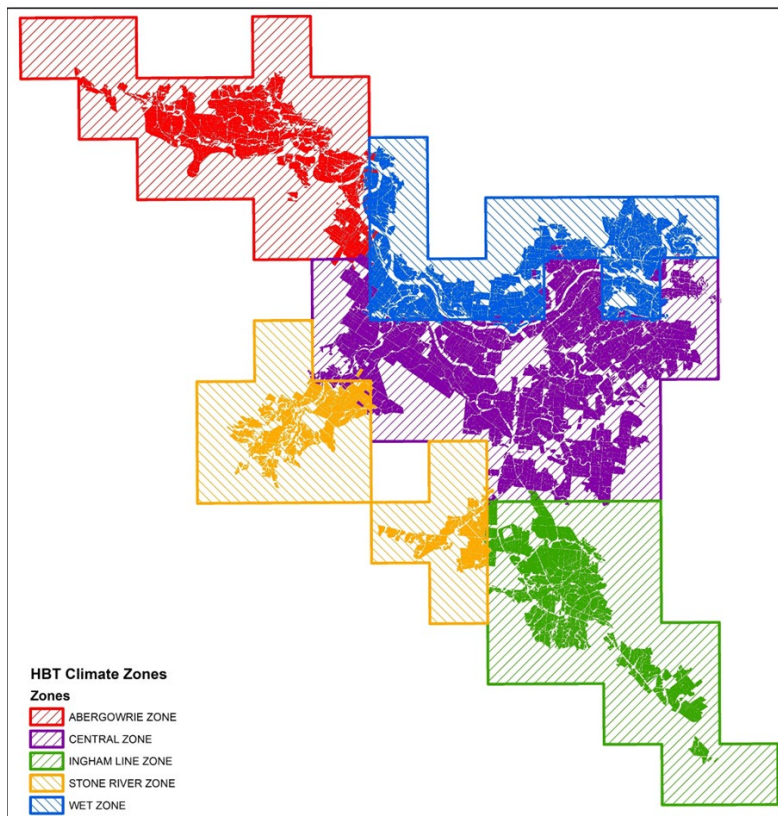 HBT Climate Zones
Zones
ABERGOWRIE ZONE
CENTRAL ZONE
INGHAM LINE ZONE
STONE RIVER ZONE
WET ZONE